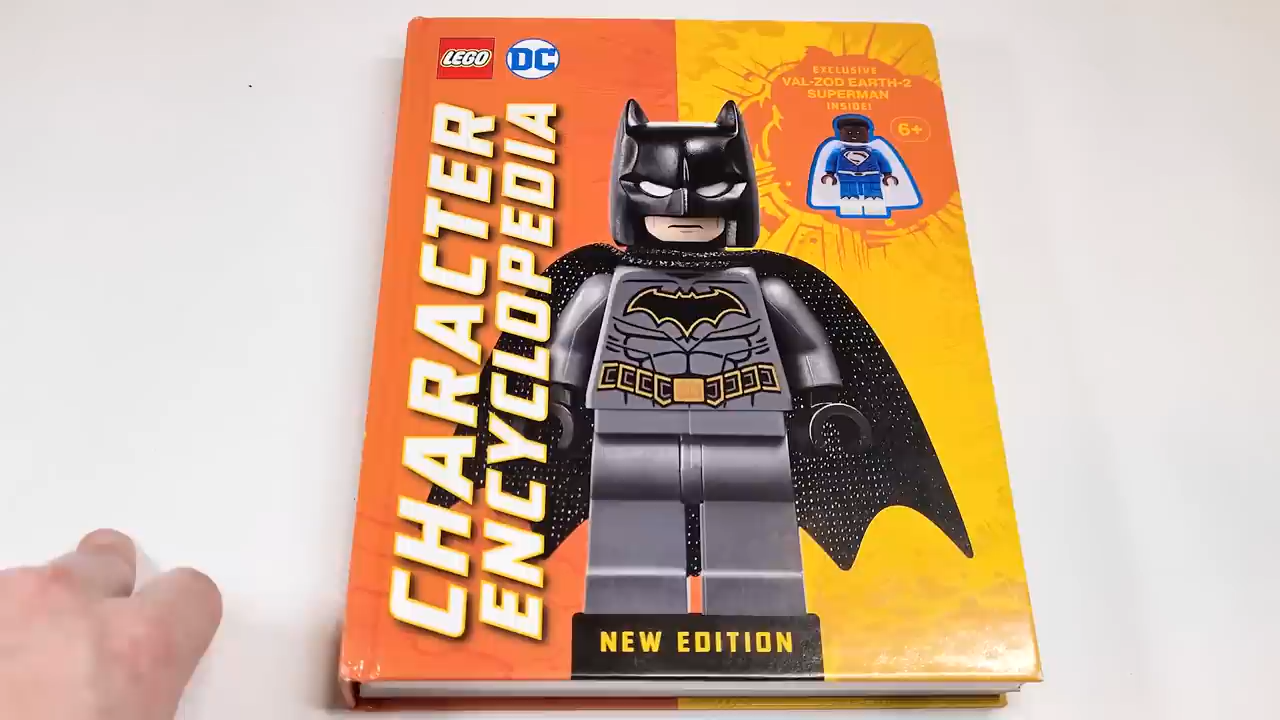 LEGO
DC
CHARACTER
ENCYCLOPEDIA
EXCLUSIVE
VAL-ZOD EARTH-2
SUPERMAN
INSIDE!
6+
NEW EDITION